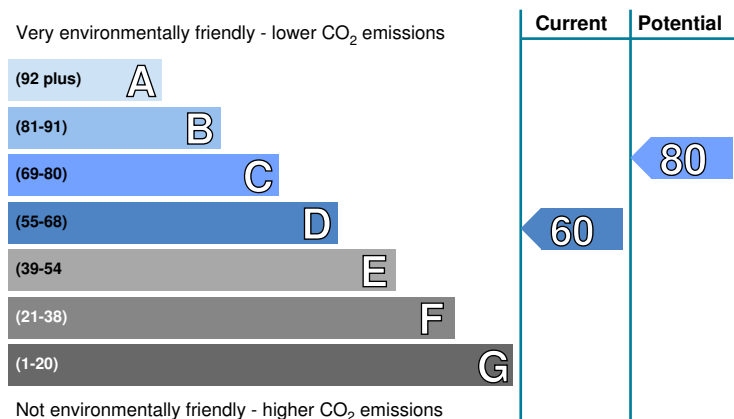 Very environmentally friendly - lower CO2 emissions
Current Potential
(92 plus) A
(81-91) B
(69-80) C
80
(55-68) D
60
(39-54 E
(21-38) F
(1-20) G
Not environmentally friendly - higher CO2 emissions